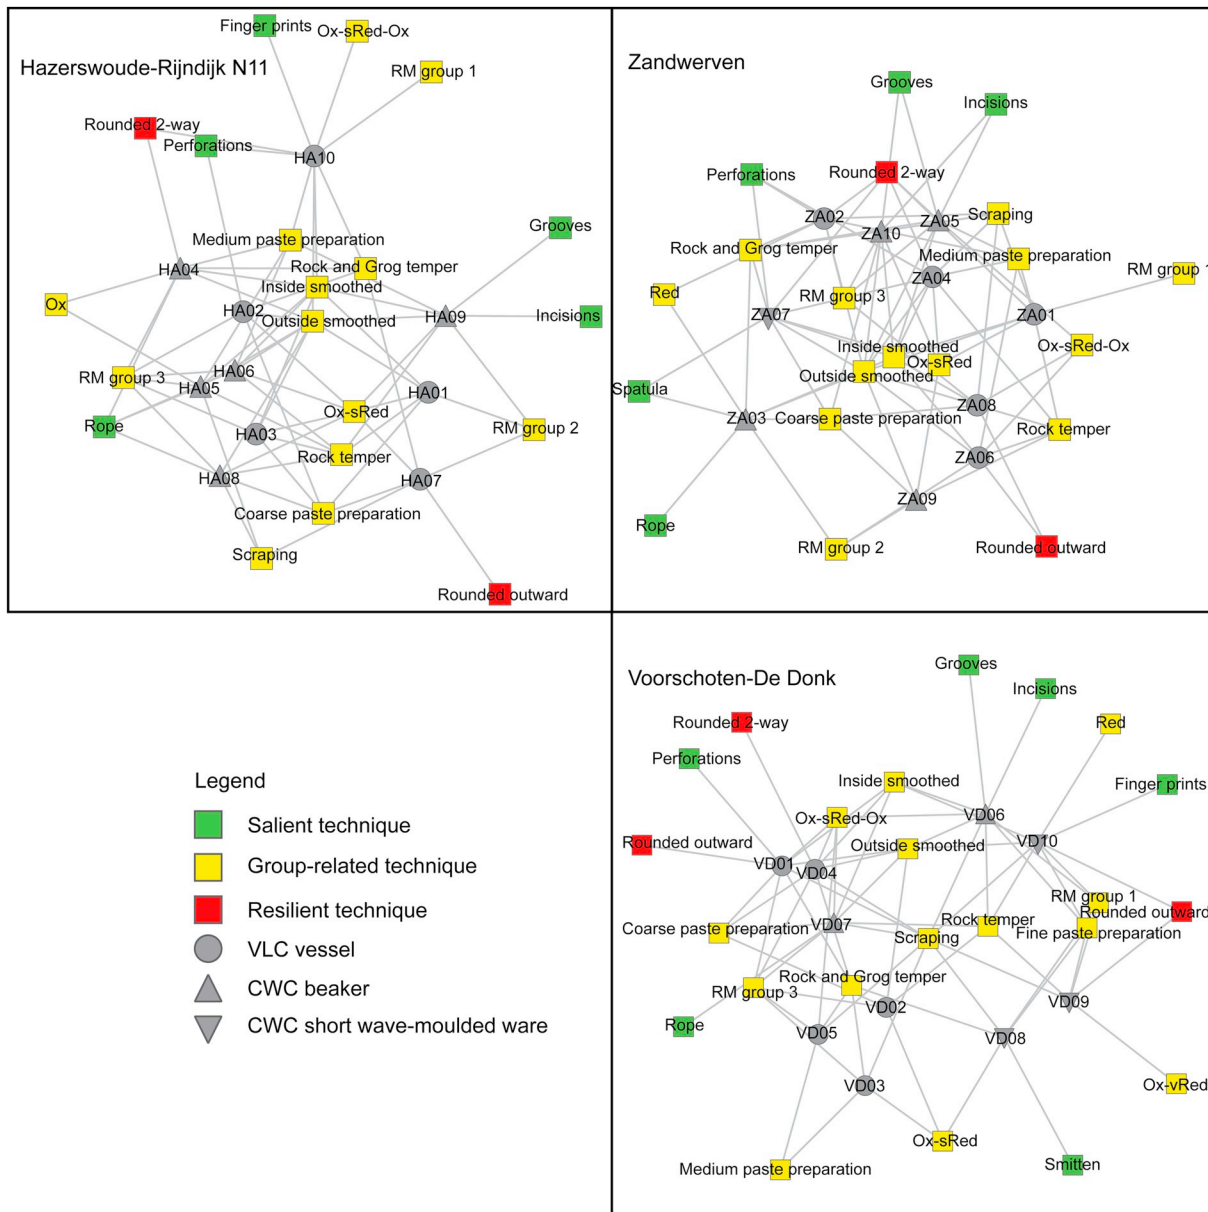 Finger prints
Ox-sRed-Ox
Hazerswoude-Rijndijk N11
RM group 1
Rounded 2-way
Perforations
HA10
Grooves
Medium paste preparation
HA04
Rock and Grog temper
Inside smoothed
Ox
HA02
Outside smoothed
HA09
Incisions
RM group 3
HA06
HA05
HA01
Ox-sRed
Rope
HA03
RM group 2
Rock temper
HA08
HA07
Coarse paste preparation
Scraping
Rounded outward
Zandwerven
Grooves
Incisions
Perforations
Rounded 2-way
ZA02
ZA05
Scraping
ZA10
Rock and Grog temper
Medium paste preparation
RM group 1
ZA04
Red
RM group 3
ZA07
ZA01
Inside smoothed
Ox-sRed-Ox
Ox-sRed
Outside smoothed
Spatula
ZA03
Coarse paste preparation
ZA08
Rock temper
ZA06
ZA09
Rope
RM group 2
Rounded outward
Voorschoten-De Donk
Grooves
Incisions
Rounded 2-way
Red
Perforations
Inside smoothed
Finger prints
Ox-sRed-Ox
VD06
Rounded outward
Outside smoothed
VD10
VD01
VD04
RM group 1
Rounded outward
Coarse paste preparation
VD07
Rock temper
Scraping
Fine paste preparation
Rock and Grog temper
RM group 3
VD02
VD09
Rope
VD05
VD08
VD03
Ox-vRed
Ox-sRed
Medium paste preparation
Smitten
Legend
Salient technique
Group-related technique
Resilient technique
VLC vessel
CWC beaker
CWC short wave-moulded ware